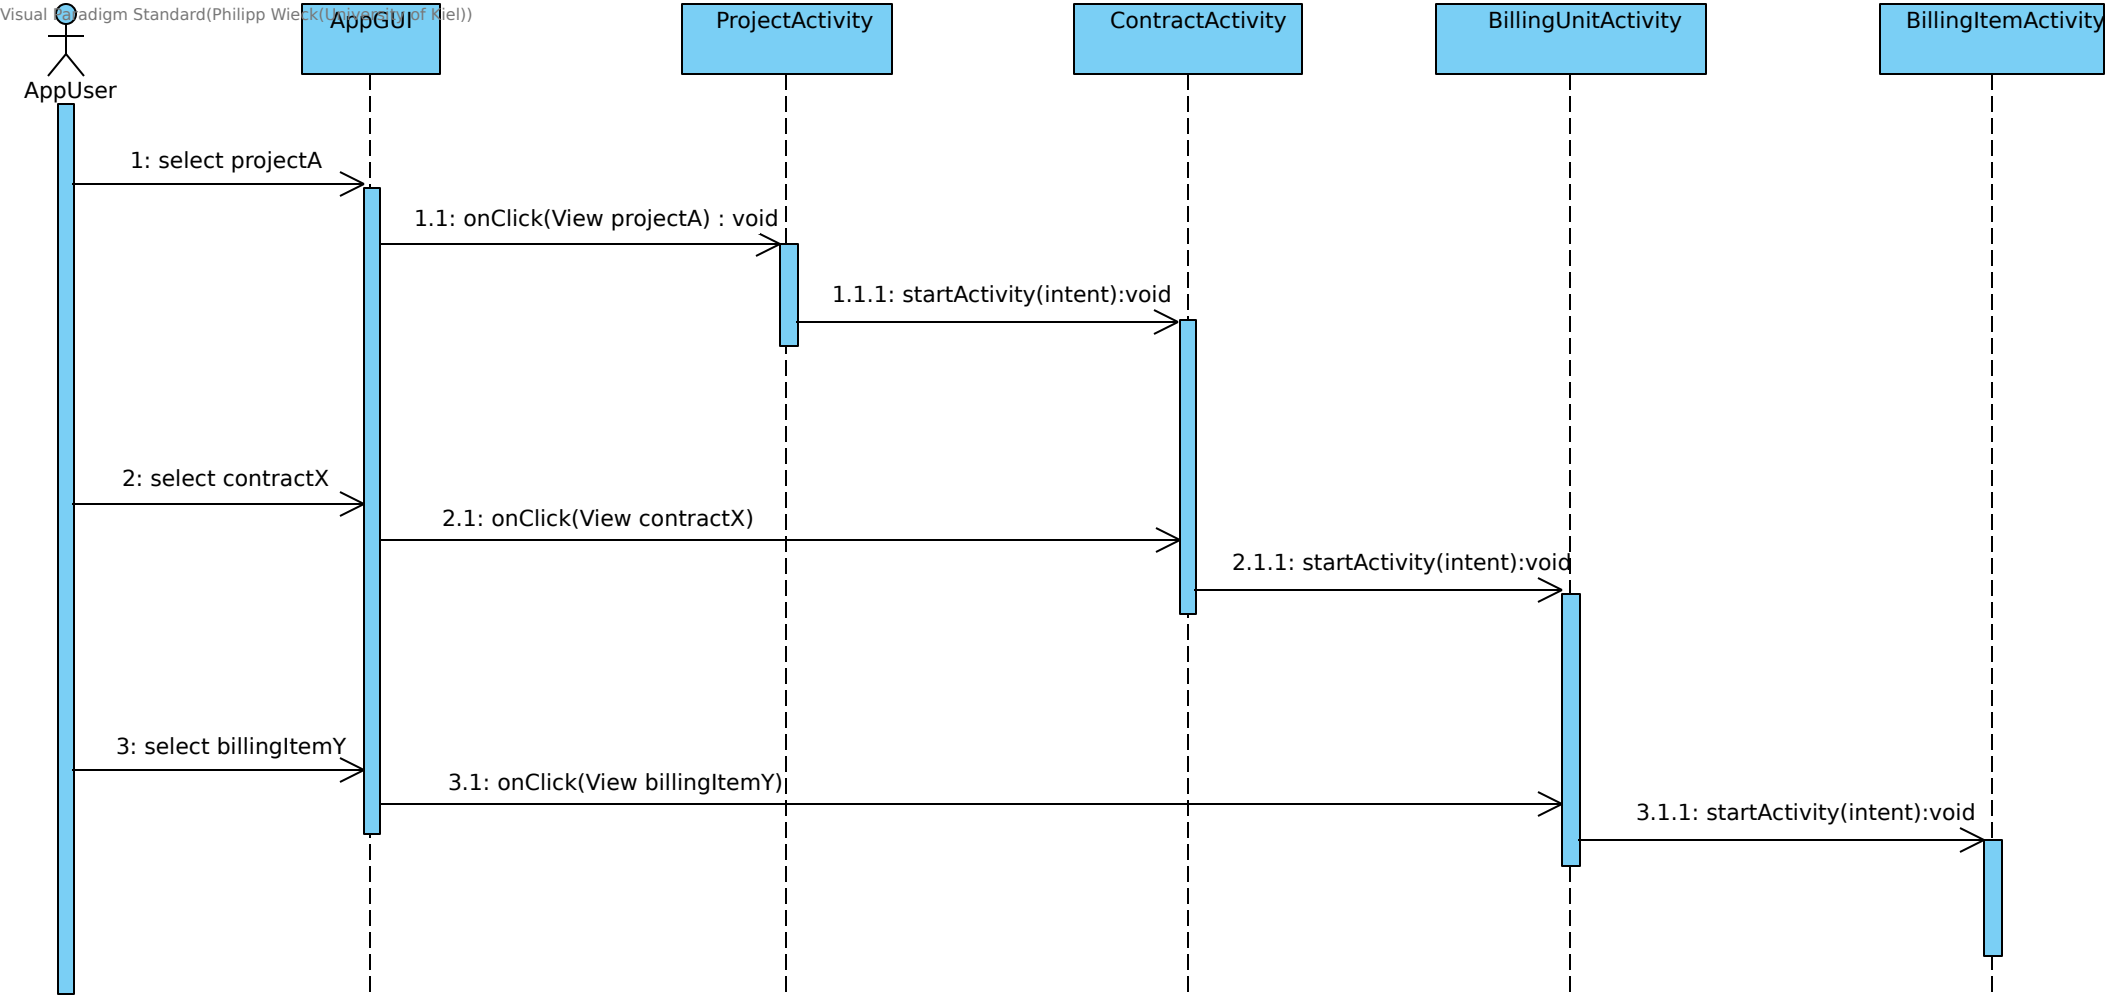 Visual Paradigm Standard(Philipp Wieck(University of Kiel))
AppGUI
ProjectActivity
ContractActivity
BillingUnitActivity
BillingItemActivity
AppUser
1: select projectA
1.1: onClick(View projectA) : void
1.1.1: startActivity(intent):void
2: select contractX
2.1: onClick(View contractX)
2.1.1: startActivity(intent):void
3: select billingItemY
3.1: onClick(View billingItemY)
3.1.1: startActivity(intent):void